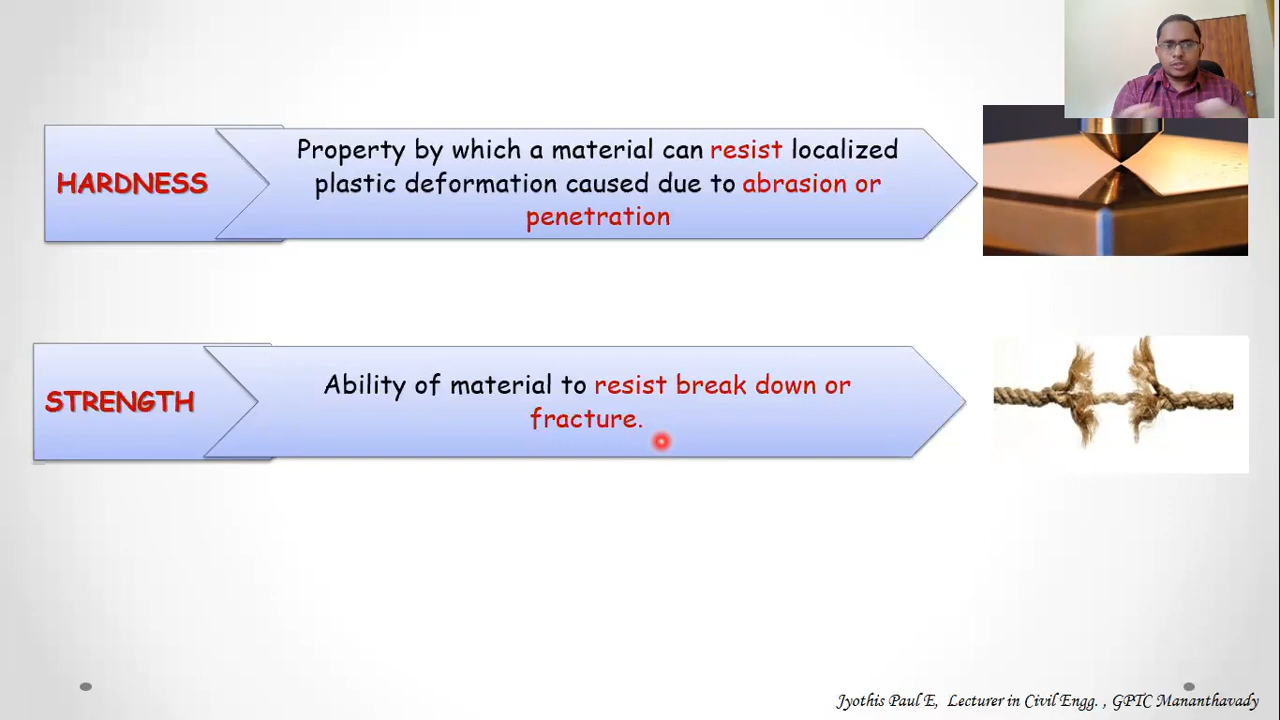 HARDNESS
Property by which a material can resist localized
plastic deformation caused due to abrasion or
penetration
STRENGTH
Ability of material to resist break down or
fracture.
Jyothis Paul E, Lecturer in Civil Engg. , GPTC Mananthavady